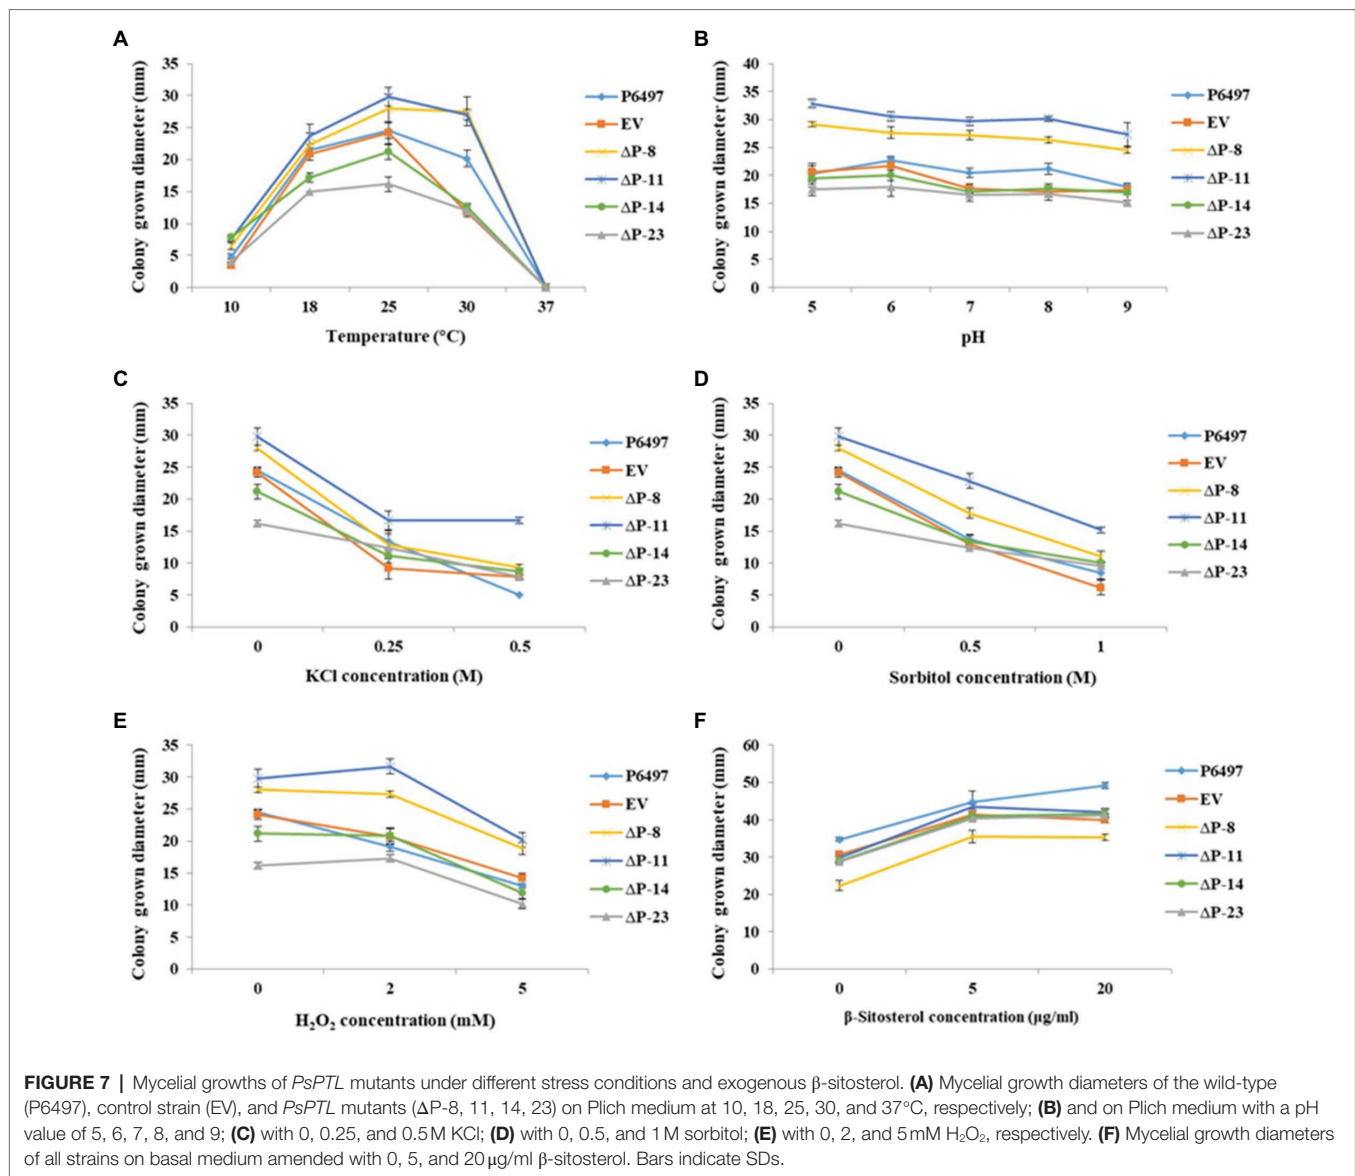 A
Colony grown diameter (mm)
35
30
25
20
15
10
5
0
10 18 25 30 37
Temperature (°C)
P6497
EV
ΔP-8
ΔP-11
ΔP-14
ΔP-23
B
Colony grown diameter (mm)
40
35
30
25
20
15
10
5
0
5 6 7 8 9
pH
P6497
EV
ΔP-8
ΔP-11
ΔP-14
ΔP-23
C
Colony grown diameter (mm)
35
30
25
20
15
10
5
0
0 0.25 0.5
KCl concentration (M)
P6497
EV
ΔP-8
ΔP-11
ΔP-14
ΔP-23
D
Colony grown diameter (mm)
35
30
25
20
15
10
5
0
0 0.5 1
Sorbitol concentration (M)
P6497
EV
ΔP-8
ΔP-11
ΔP-14
ΔP-23
E
Colony grown diameter (mm)
35
30
25
20
15
10
5
0
0 2 5
H₂O₂ concentration (mM)
P6497
EV
ΔP-8
ΔP-11
ΔP-14
ΔP-23
F
Colony grown diameter (mm)
60
50
40
30
20
10
0
0 5 20
β-Sitosterol concentration (µg/ml)
P6497
EV
ΔP-8
ΔP-11
ΔP-14
ΔP-23
FIGURE 7 | Mycelial growths of PsPTL mutants under different stress conditions and exogenous β-sitosterol. (A) Mycelial growth diameters of the wild-type
(P6497), control strain (EV), and PsPTL mutants (ΔP-8, 11, 14, 23) on Plich medium at 10, 18, 25, 30, and 37°C, respectively; (B) and on Plich medium with a pH
value of 5, 6, 7, 8, and 9; (C) with 0, 0.25, and 0.5 M KCl; (D) with 0, 0.5, and 1 M sorbitol; (E) with 0, 2, and 5 mM H₂O₂, respectively. (F) Mycelial growth diameters
of all strains on basal medium amended with 0, 5, and 20 µg/ml β-sitosterol. Bars indicate SDs.